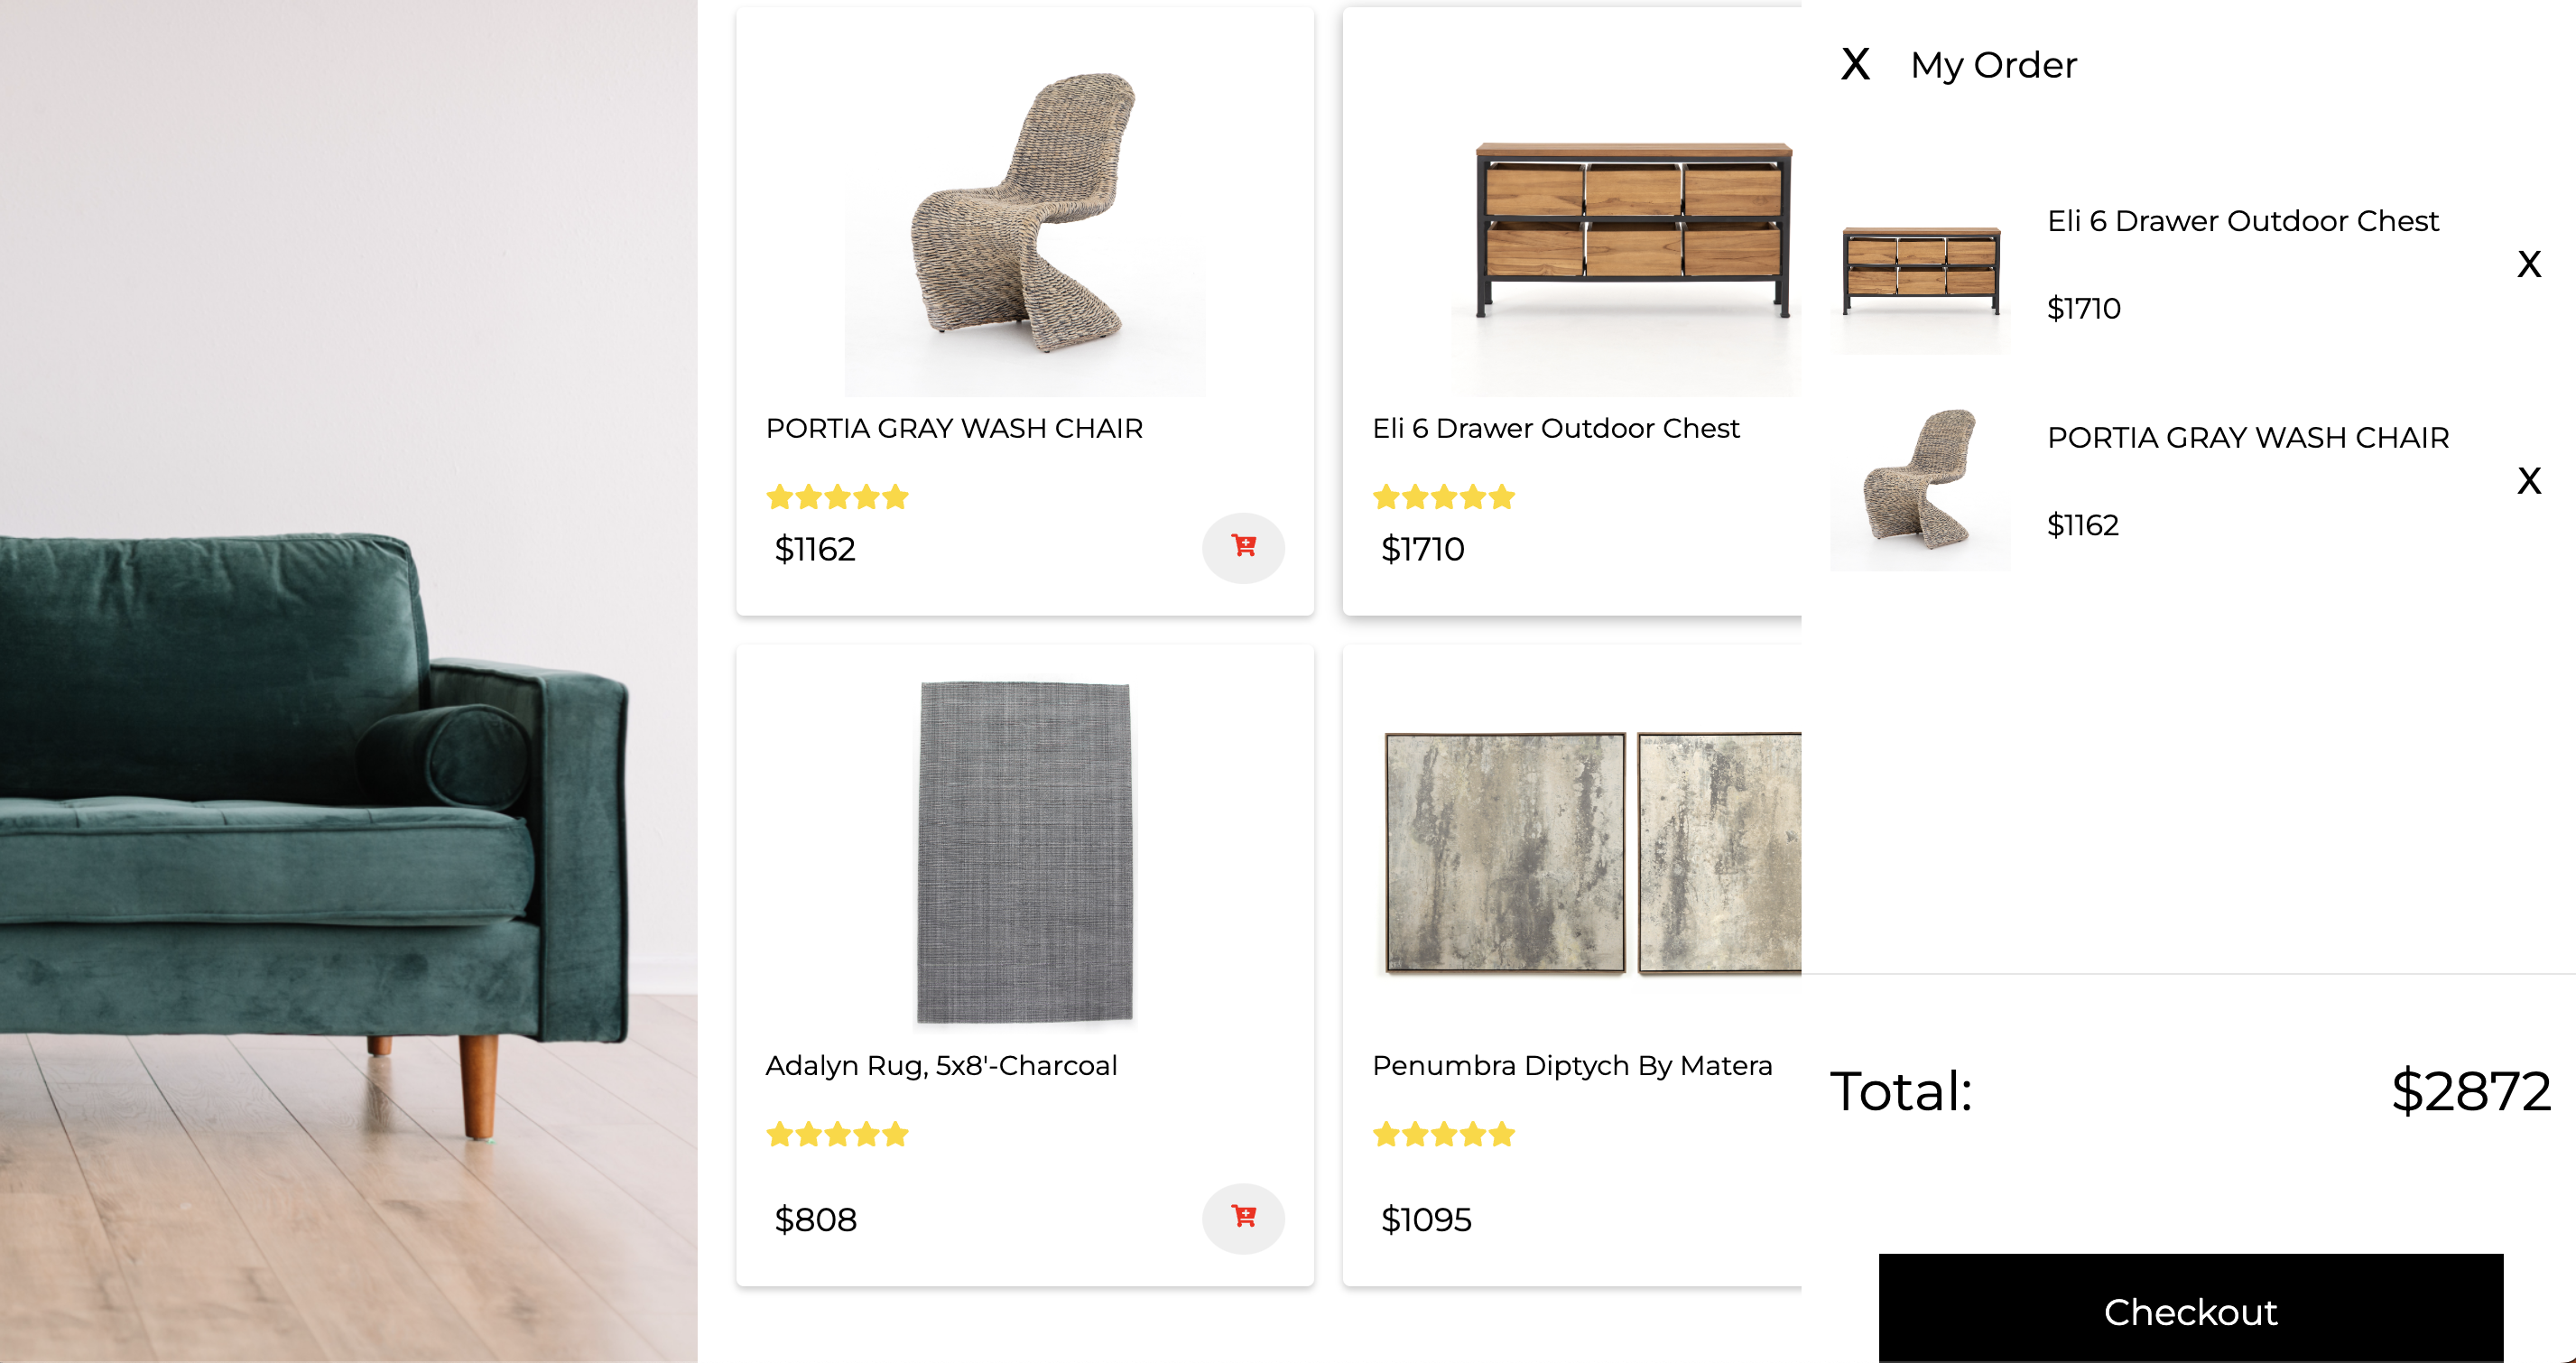 PORTIA GRAY WASH CHAIR
$1162
Eli 6 Drawer Outdoor Chest
$1710
Adalyn Rug, 5x8'-Charcoal
$808
Penumbra Diptych By Matera
$1095
X My Order
Eli 6 Drawer Outdoor Chest
$1710
X
PORTIA GRAY WASH CHAIR
$1162
X
Total: $2872
Checkout